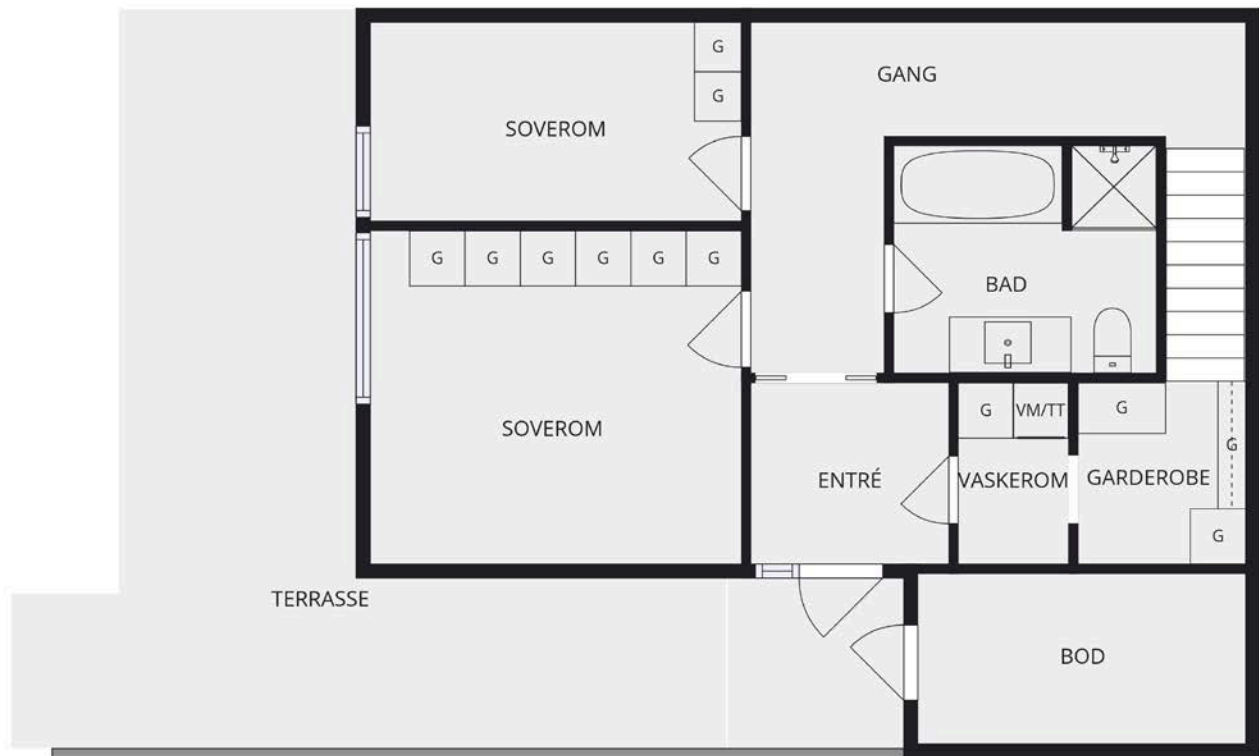 G
GANG
G
SOVEROM
G G G G G G
BAD
G VM/TT G
SOVEROM
G
ENTRÉ VASKEROM GARDEROBE
G
TERRASSE
BOD